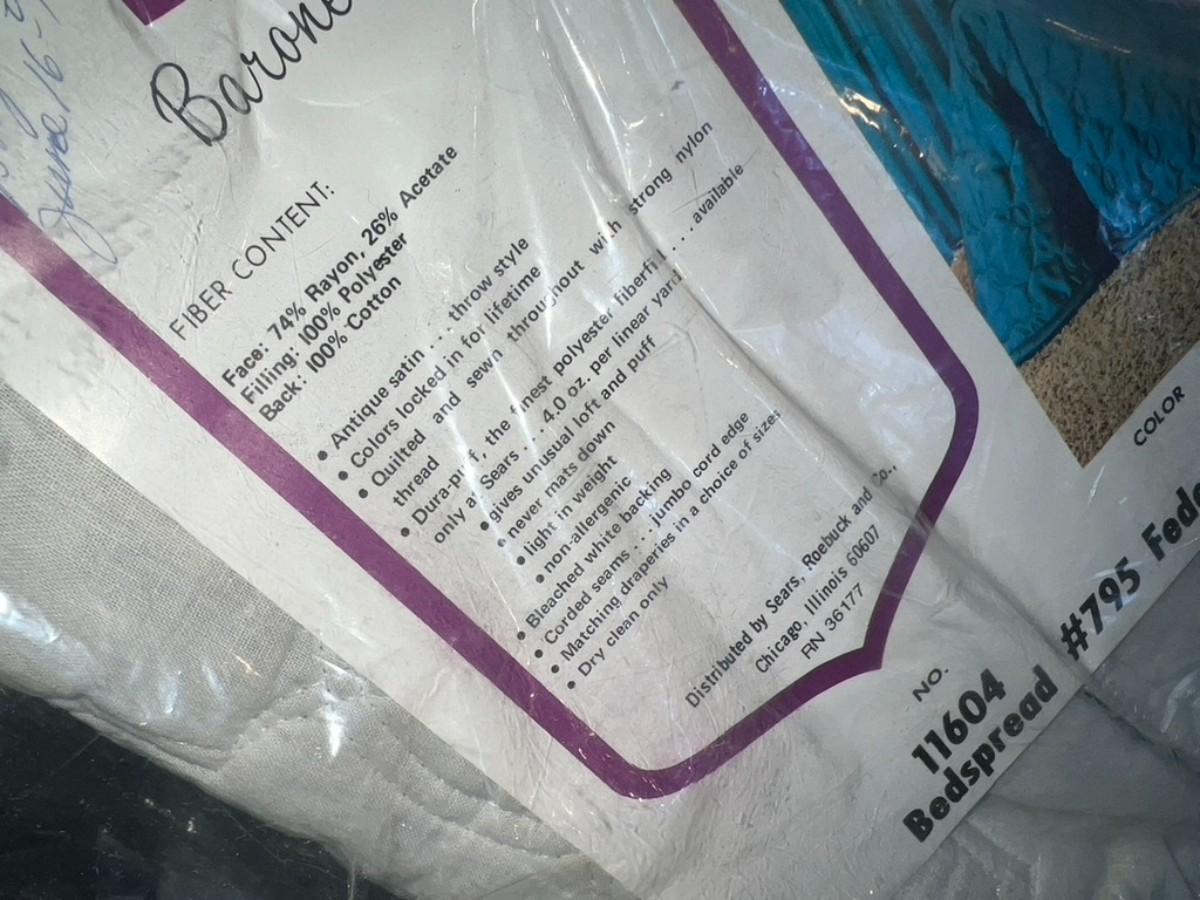 June 16
FIBER CONTENT:
Face: 74% Rayon, 26% Acetate
Filling: 100% Polyester
Back: 100% Cotton
• Antique satin . . . throw style
• Colors locked in for lifetime
• Quilted and sewn throughout with strong nylon
thread
• the finest polyester fiberfill . . . . available
only at Sears . . . 4.0 oz. per linear yard
• gives unusual loft and puff
• never mats down
• light in weight
• non-allergenic
• Bleached white backing
• Corded seams . . . jumbo cord edge
• Matching draperies in a choice of sizes
• Dry clean only
Distributed by Sears, Roebuck and Co.,
Chicago, Illinois 60607
RN 36177
COLOR
#795
NO.
11604
Bedspread